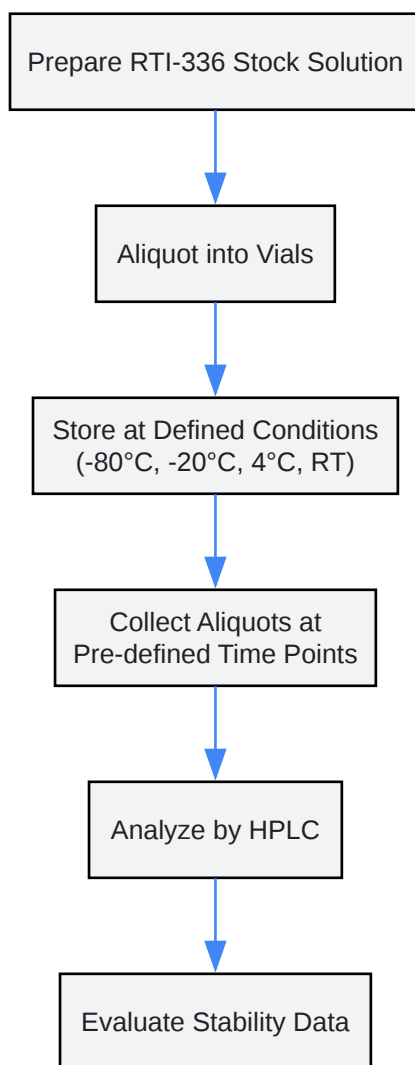 Prepare RTI-336 Stock Solution
Aliquot into Vials
Store at Defined Conditions
(-80°C, -20°C, 4°C, RT)
Collect Aliquots at
Pre-defined Time Points
Analyze by HPLC
Evaluate Stability Data